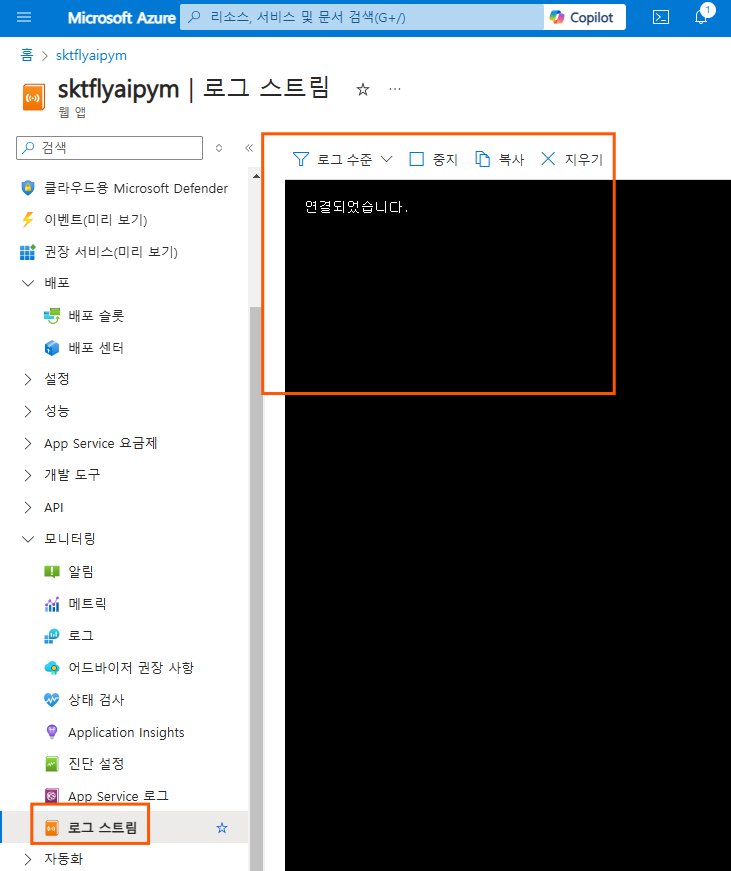 Microsoft Azure
리소스, 서비스 및 문서 검색(G+/)
Copilot
1
홈 > sktflyaipym
sktflyaipym | 로그 스트림
웹 앱
검색
클라우드용 Microsoft Defender
이벤트(미리 보기)
권장 서비스(미리 보기)
배포
배포 슬롯
배포 센터
설정
성능
App Service 요금제
개발 도구
API
모니터링
알림
메트릭
로그
어드바이저 권장 사항
상태 검사
Application Insights
진단 설정
App Service 로그
로그 스트림
자동화
로그 수준 중지 복사 지우기
연결되었습니다.